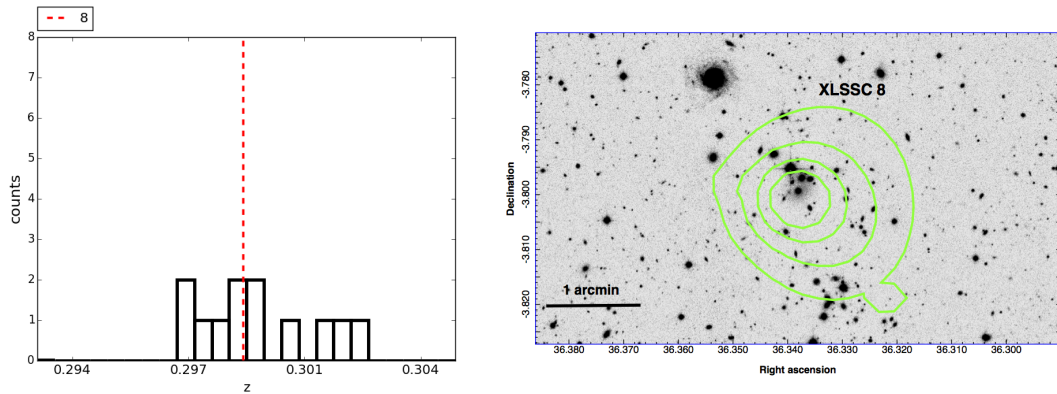 8
8
7
6
5
4
3
2
1
0
counts
0.294 0.297 0.301 0.304
z
XLSSC 8
-3.780
-3.790
-3.800
-3.810
-3.820
Declination
1 arcmin
36.380 36.370 36.360 36.350 36.340 36.330 36.320 36.310 36.300
Right ascension